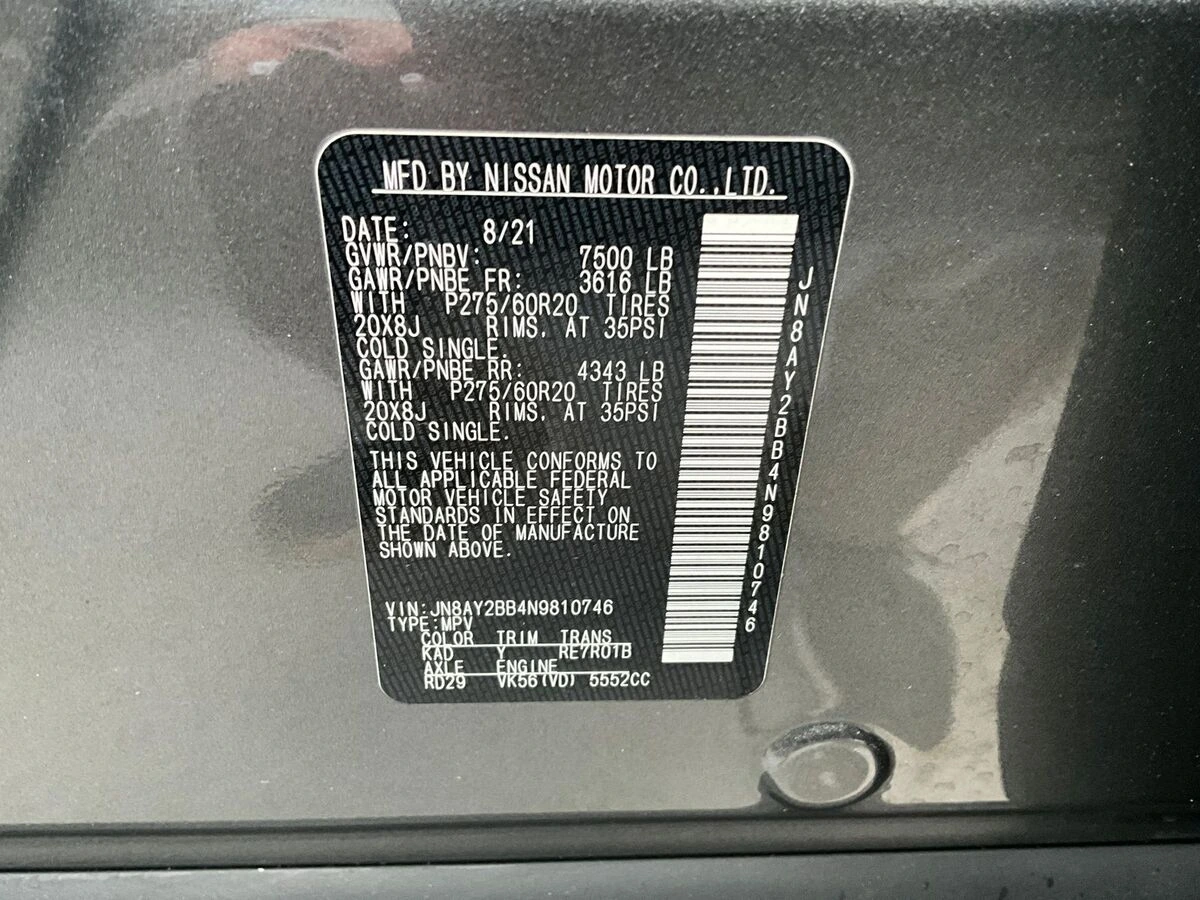 MFD BY NISSAN MOTOR CO.,LTD.
DATE: 8/21
GVWR/PNBV: 7500 LB
GAWR/PNBE FR: 3616 LB
WITH P275/60R20 TIRES
20X8J RIMS, AT 35PSI
COLD SINGLE.
GAWR/PNBE RR: 4343 LB
WITH P275/60R20 TIRES
20X8J RIMS, AT 35PSI
COLD SINGLE.
THIS VEHICLE CONFORMS TO
ALL APPLICABLE FEDERAL
MOTOR VEHICLE SAFETY
STANDARDS IN EFFECT ON
THE DATE OF MANUFACTURE
SHOWN ABOVE.
VIN:JN8AY2BB4N9810746
TYPE:MPV
COLOR TRIM TRANS
KAD Y RE7R01B
AXLE ENGINE
RD29 VK56(VD) 5552CC
JN8AY2BB4N9810746